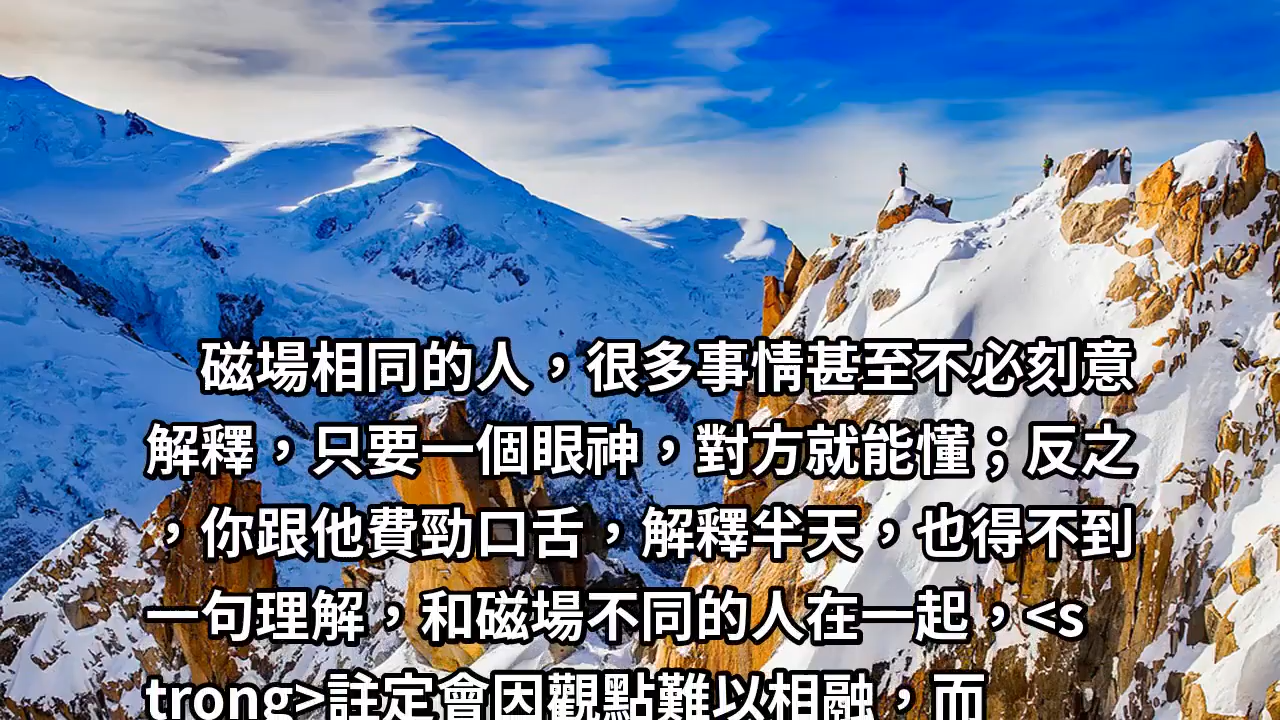 磁場相同的人，很多事情甚至不必刻意
解釋，只要一個眼神，對方就能懂；反之
，你跟他費勁口舌，解釋半天，也得不到
一句理解，和磁場不同的人在一起，<s
trong>註定會因觀點難以相融，而